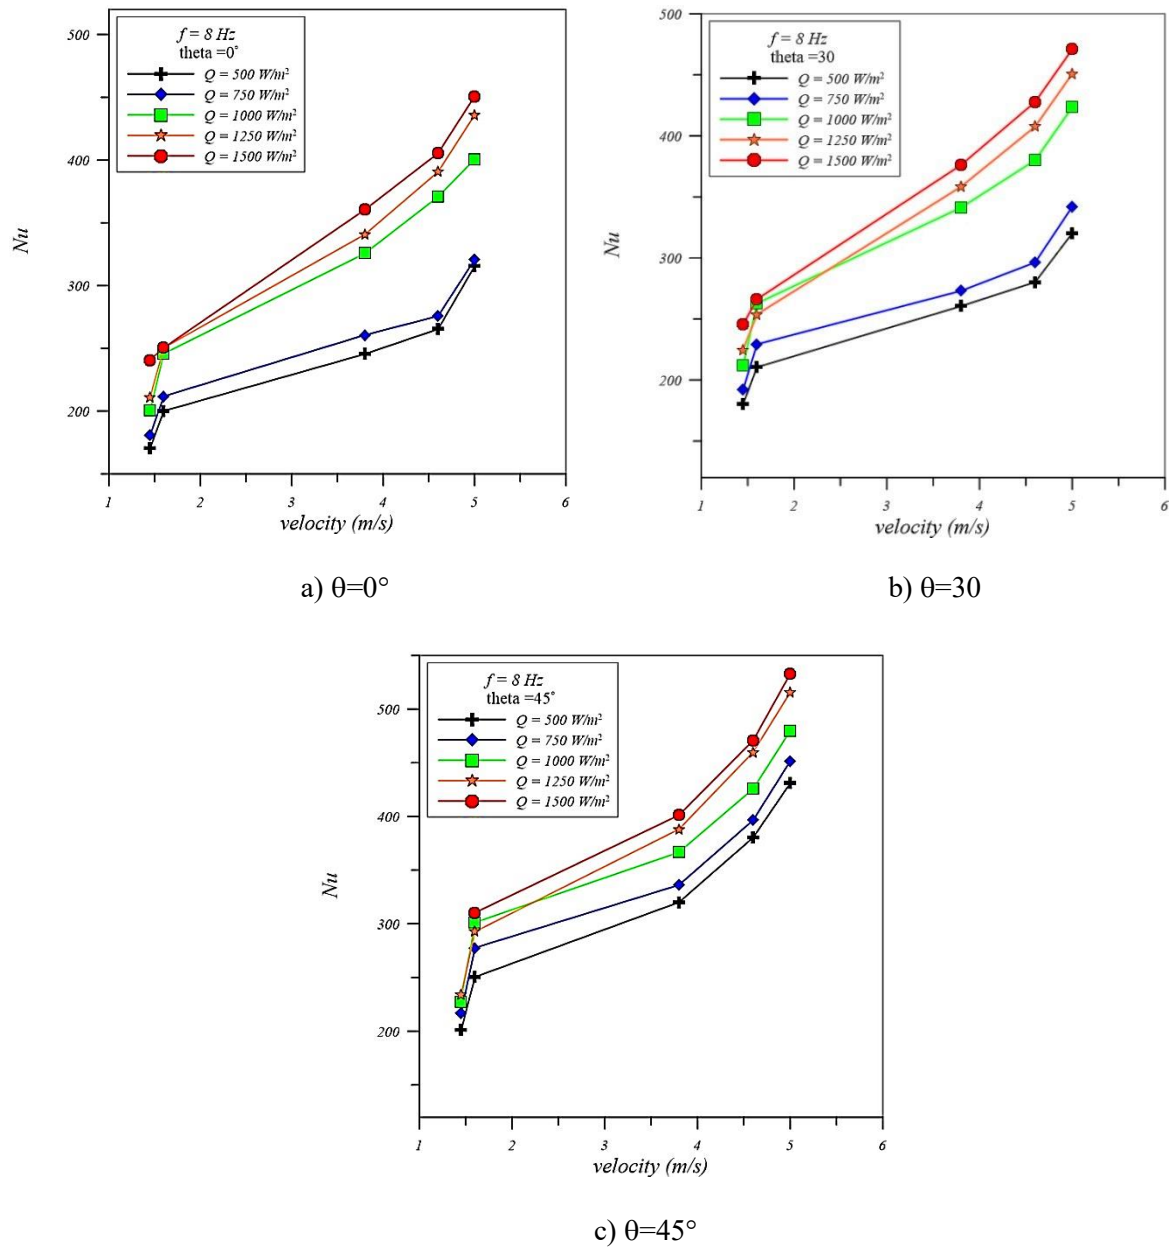 f = 8 Hz
theta =0°
Q = 500 W/m²
Q = 750 W/m²
Q = 1000 W/m²
Q = 1250 W/m²
Q = 1500 W/m²
500
400
300
200
Nu
1 2 3 4 5 6
velocity (m/s)
a) θ=0°
f = 8 Hz
theta =30
Q = 500 W/m²
Q = 750 W/m²
Q = 1000 W/m²
Q = 1250 W/m²
Q = 1500 W/m²
500
400
300
200
Nu
1 2 3 4 5 6
velocity (m/s)
b) θ=30
f = 8 Hz
theta =45°
Q = 500 W/m²
Q = 750 W/m²
Q = 1000 W/m²
Q = 1250 W/m²
Q = 1500 W/m²
500
400
300
200
Nu
1 2 3 4 5 6
velocity (m/s)
c) θ=45°